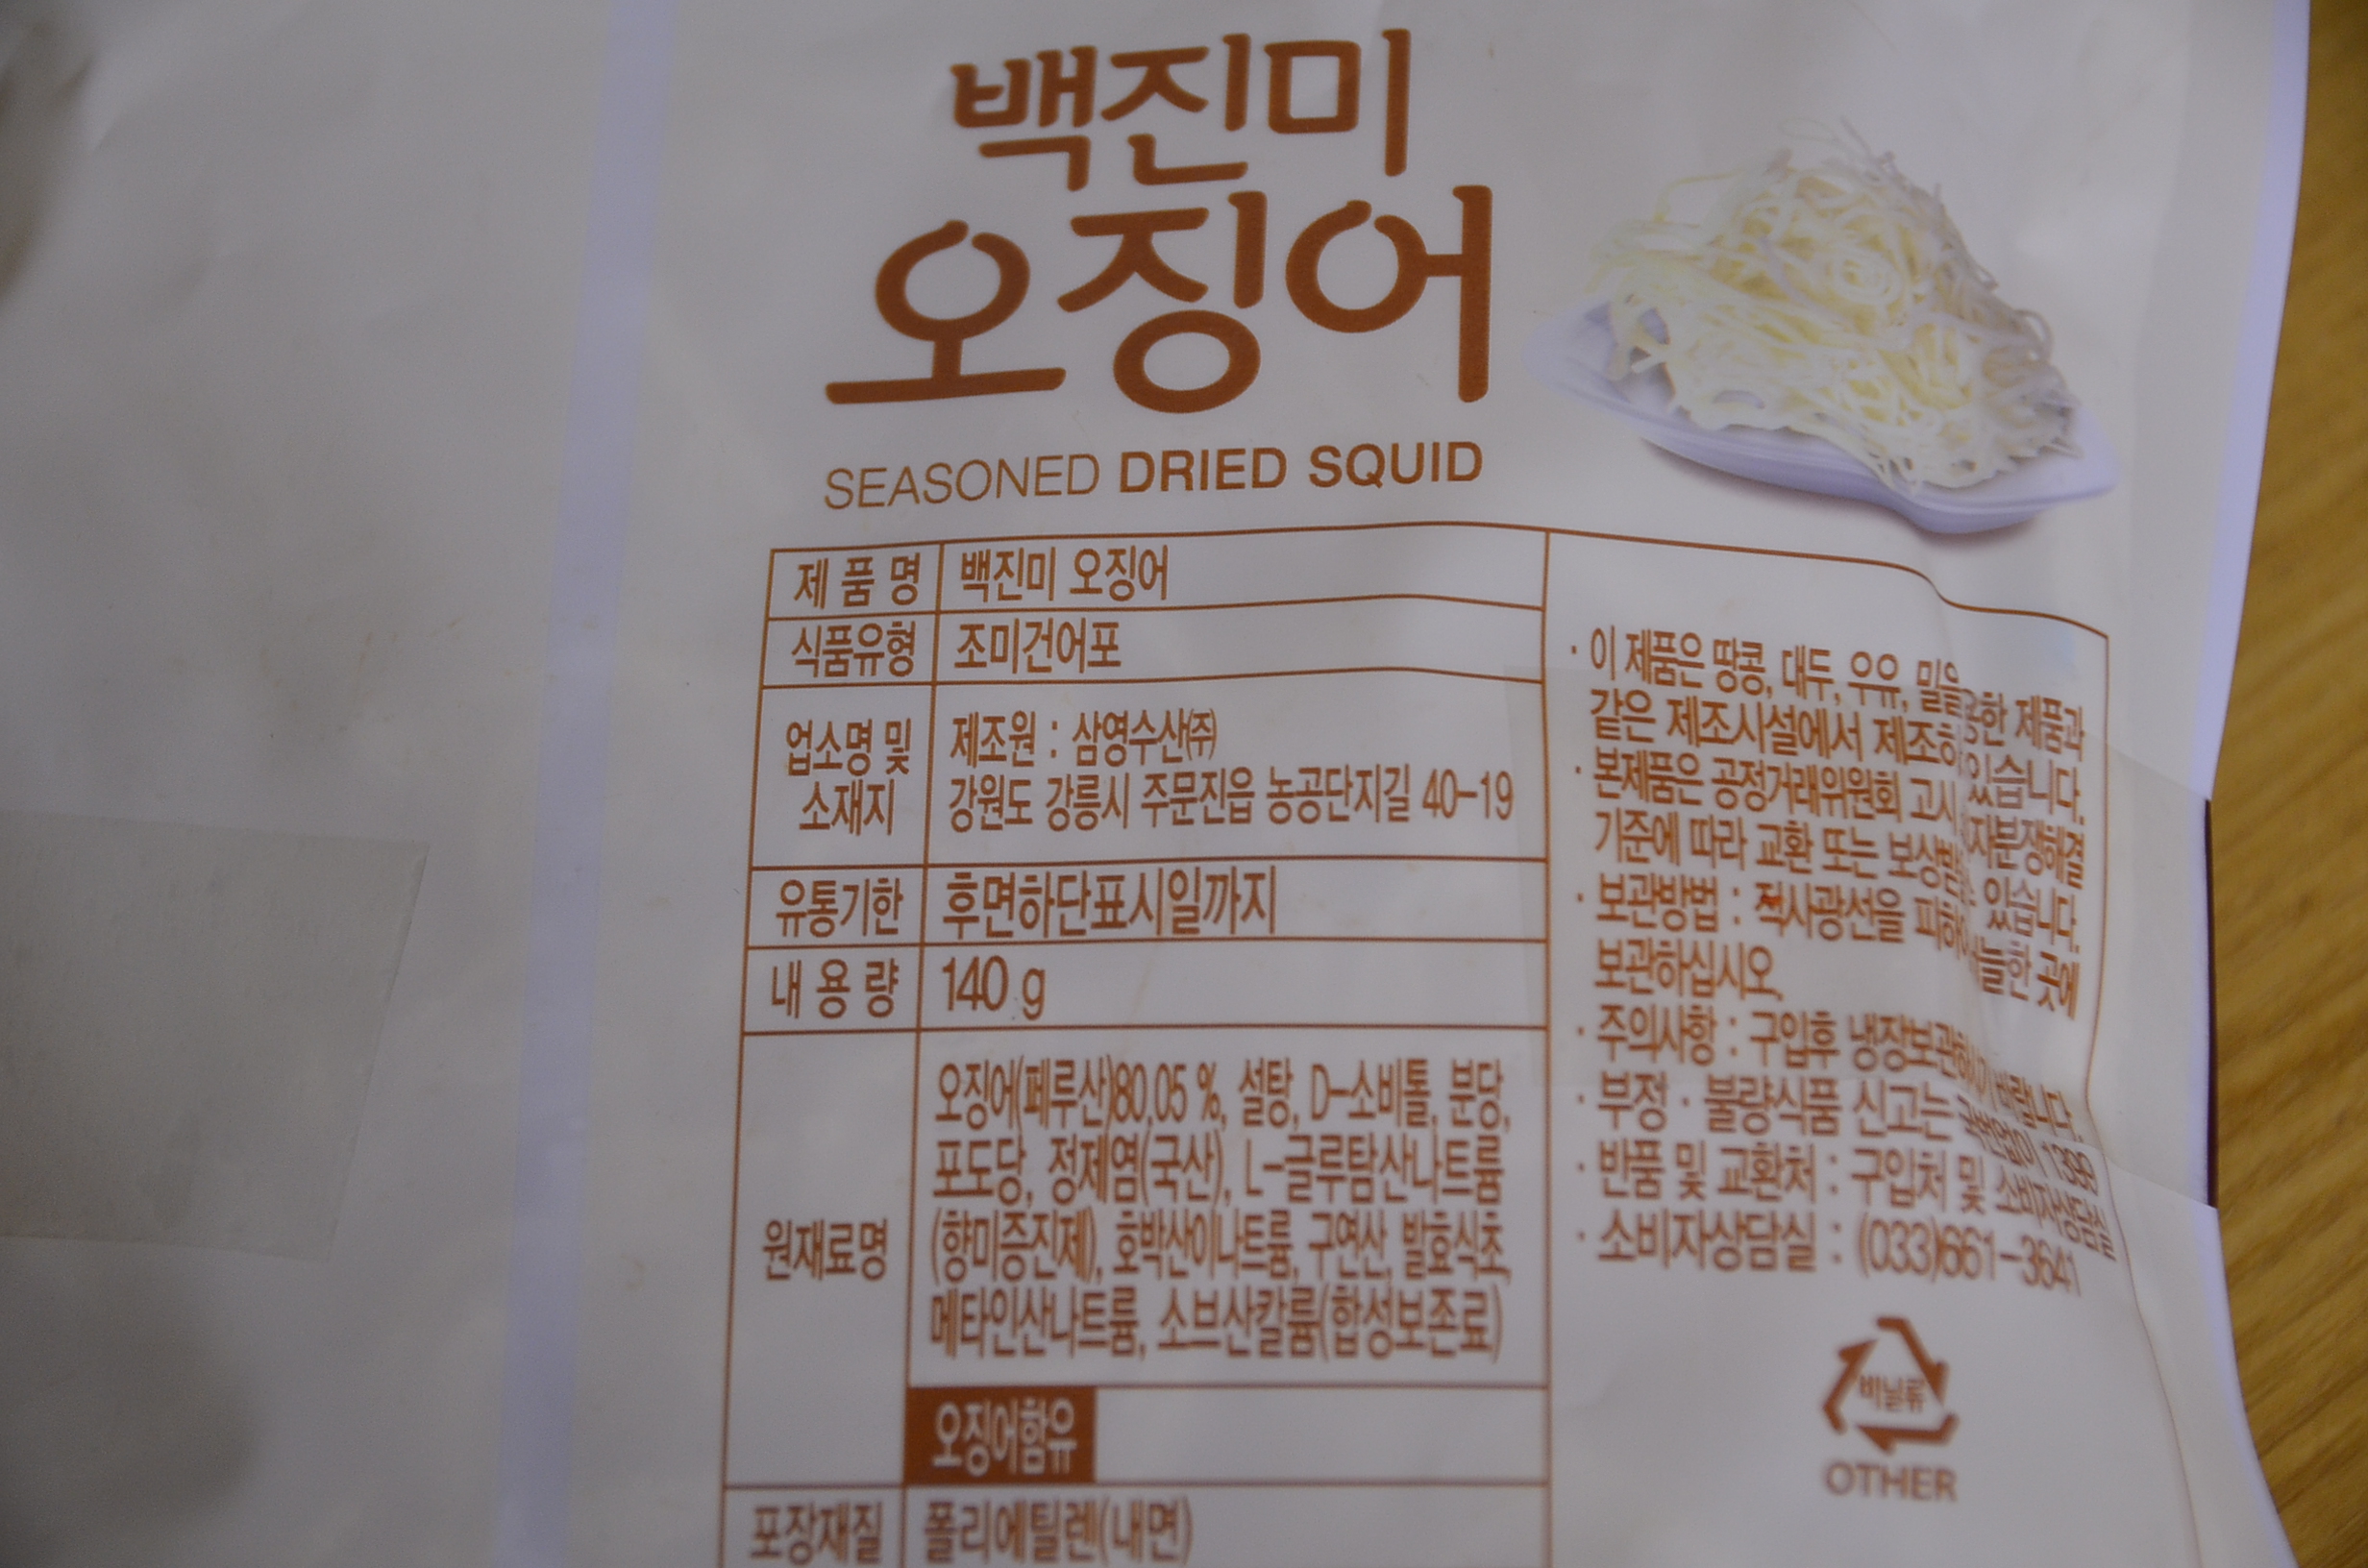 백진미
오징어
SEASONED DRIED SQUID
제 품 명 백진미 오징어
식품유형 조미건어포
업소명 및 소재지 제조원 : 삼영수산(주)
강원도 강릉시 주문진읍 농공단지길 40-19
유통기한 후면하단표시일까지
내 용 량 140 g
원재료명 오징어(페루산)80.05 %, 설탕, D-소비톨, 분당,
포도당, 정제염(국산), L-글루탐산나트륨
(향미증진제), 호박산이나트륨, 구연산, 발효식초,
메타인산나트륨, 소브산칼륨(합성보존료)
오징어함유
포장재질 폴리에틸렌(내면)
· 이 제품은 땅콩, 대두, 우유, 밀을 제품과
같은 제조시설에서 있습니다.
· 본제품은 공정거래위원회 고시
기준에 따라 교환 또는 있습니다.
· 보관방법 : 직사광선을 곳에
보관하십시오.
· 주의사항 : 구입후
· 부정 · 불량식품 신고는 국번없이 1399
· 반품 및 교환처 : 구입처 및 소비자상담실
· 소비자상담실 : (033)661-3641
비닐류
OTHER